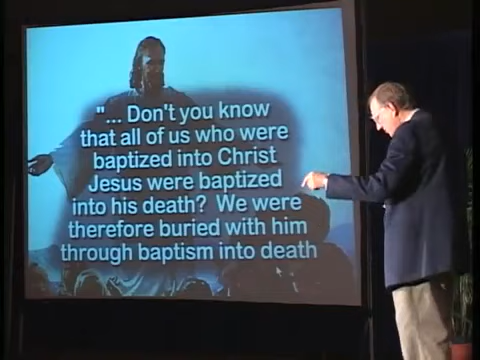 "... Don't you know
that all of us who were
baptized into Christ
Jesus were baptized
into his death? We were
therefore buried with him
through baptism into death